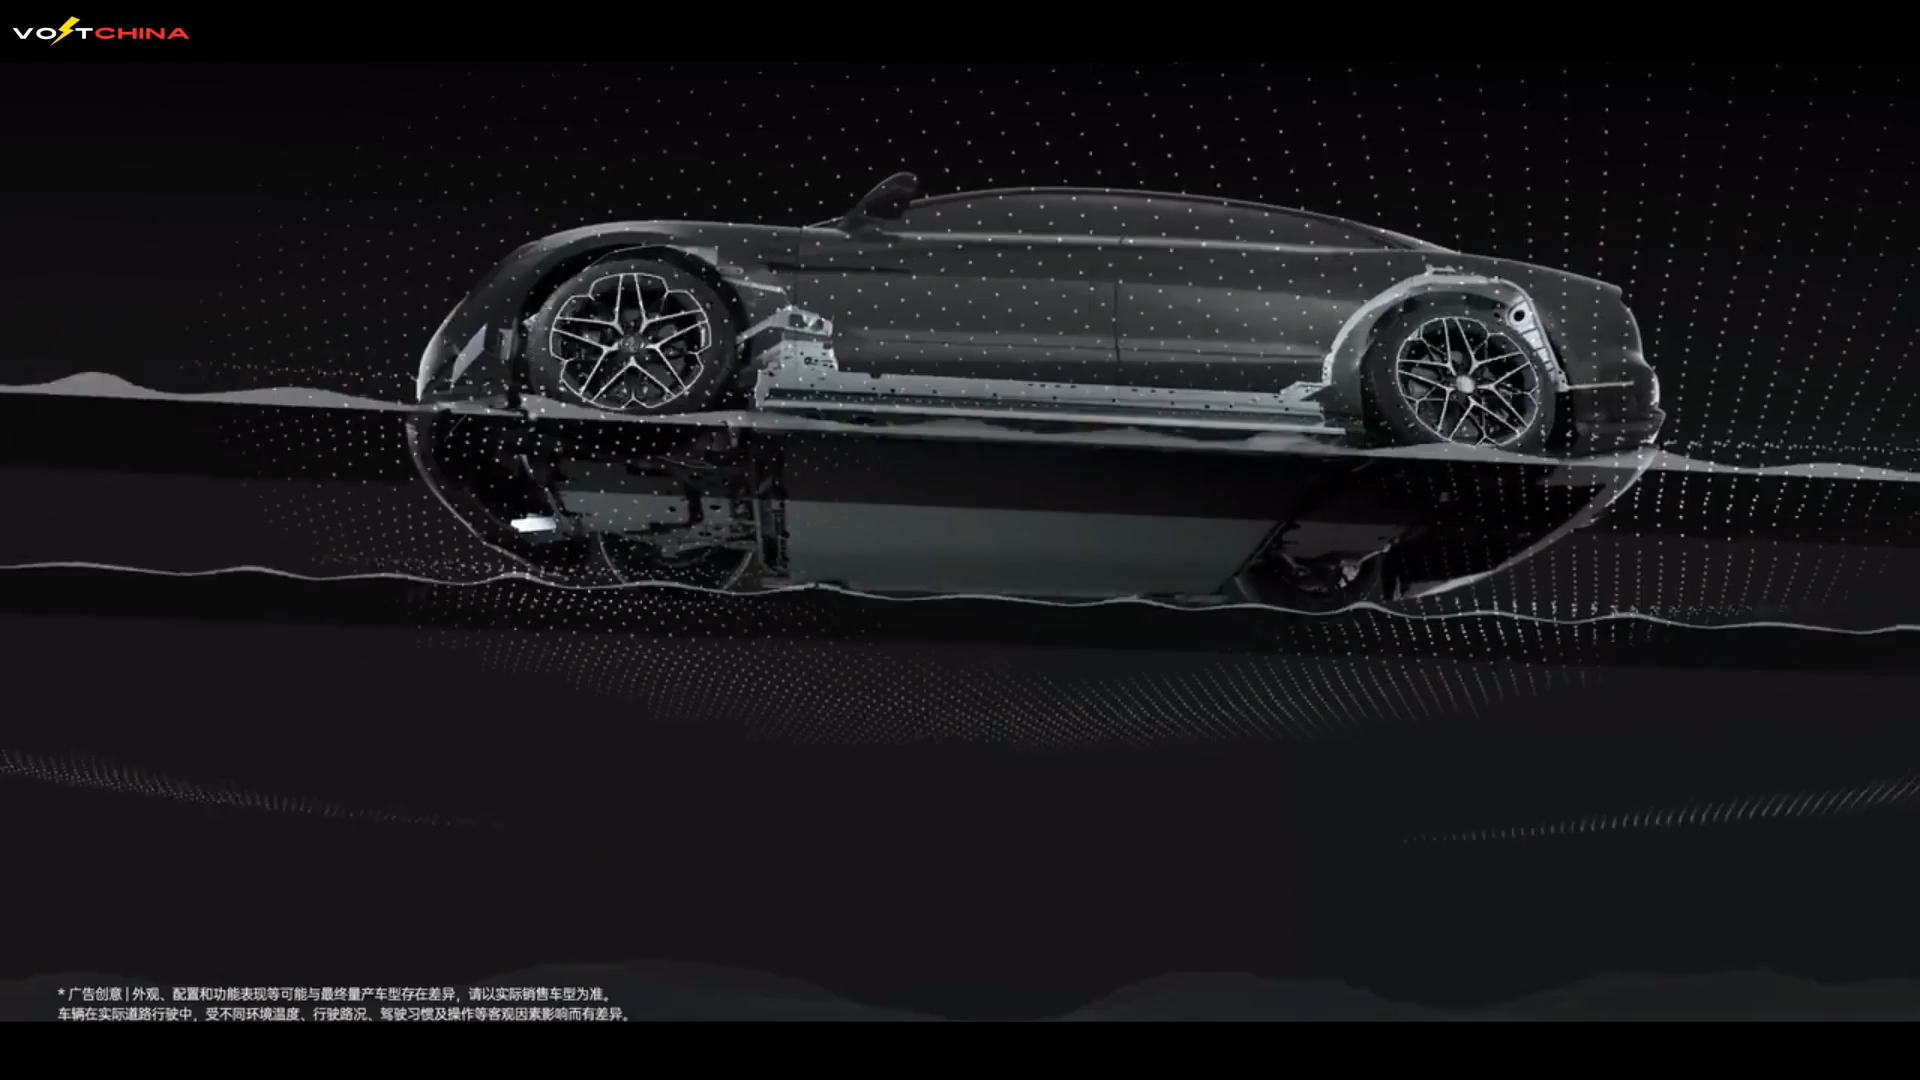 VOLTCHINA
* 广告创意 | 外观、配置和功能表现等可能与最终量产车型存在差异，请以实际销售车型为准。
车辆在实际道路行驶中，受不同环境温度、行驶路况、驾驶习惯及操作等客观因素影响而有差异。